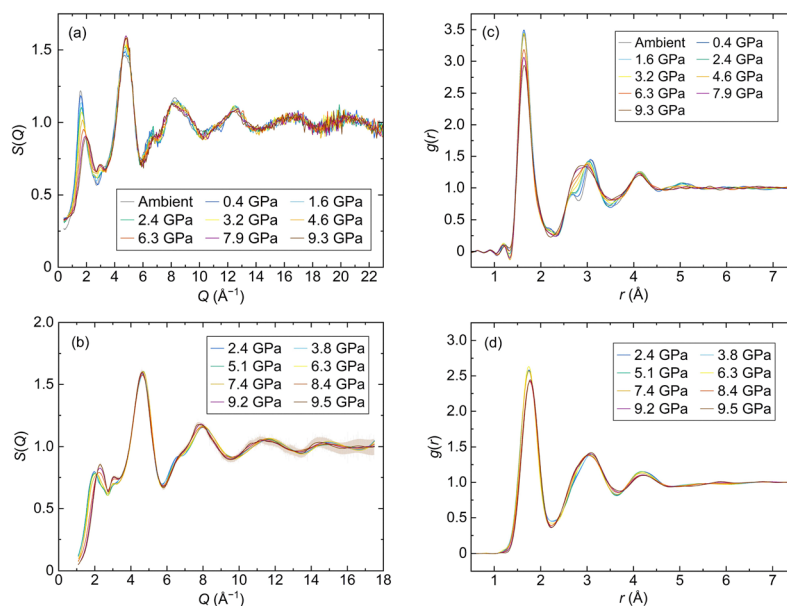 (a)
1.5
1.0
0.5
0
S(Q)
Ambient 0.4 GPa 1.6 GPa
2.4 GPa 3.2 GPa 4.6 GPa
6.3 GPa 7.9 GPa 9.3 GPa
0 2 4 6 8 10 12 14 16 18 20 22
Q (Å⁻¹)
(c)
3.5
3.0
2.5
2.0
1.5
1.0
0.5
0
g(r)
Ambient 0.4 GPa
1.6 GPa 2.4 GPa
3.2 GPa 4.6 GPa
6.3 GPa 7.9 GPa
9.3 GPa
1 2 3 4 5 6 7
r (Å)
(b)
2.0
1.5
1.0
0.5
0
S(Q)
2.4 GPa 3.8 GPa
5.1 GPa 6.3 GPa
7.4 GPa 8.4 GPa
9.2 GPa 9.5 GPa
0 2 4 6 8 10 12 14 16 18
Q (Å⁻¹)
(d)
3.0
2.5
2.0
1.5
1.0
0.5
0
g(r)
2.4 GPa 3.8 GPa
5.1 GPa 6.3 GPa
7.4 GPa 8.4 GPa
9.2 GPa 9.5 GPa
1 2 3 4 5 6 7
r (Å)